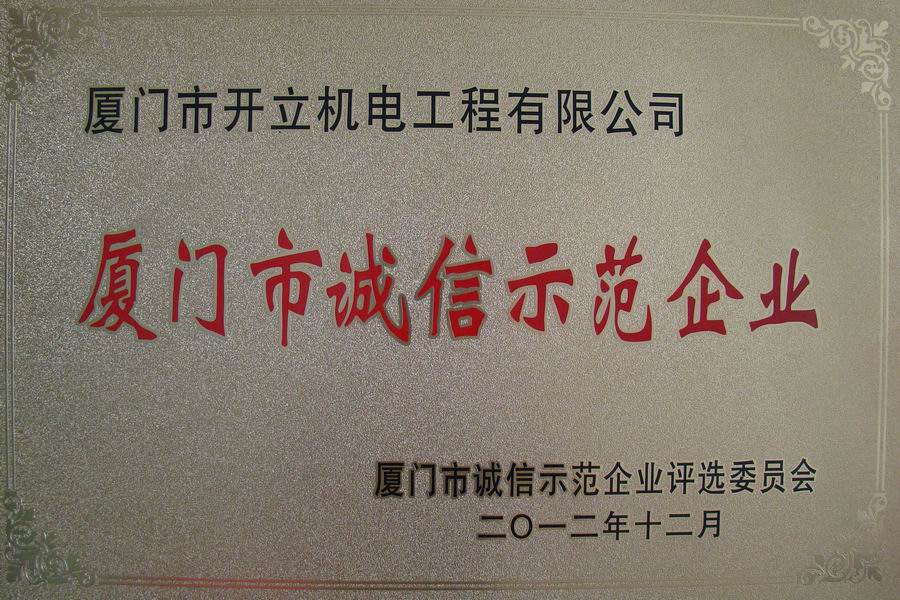 厦门市开立机电工程有限公司
厦门市诚信示范企业
厦门市诚信示范企业评选委员会
二〇一二年十二月